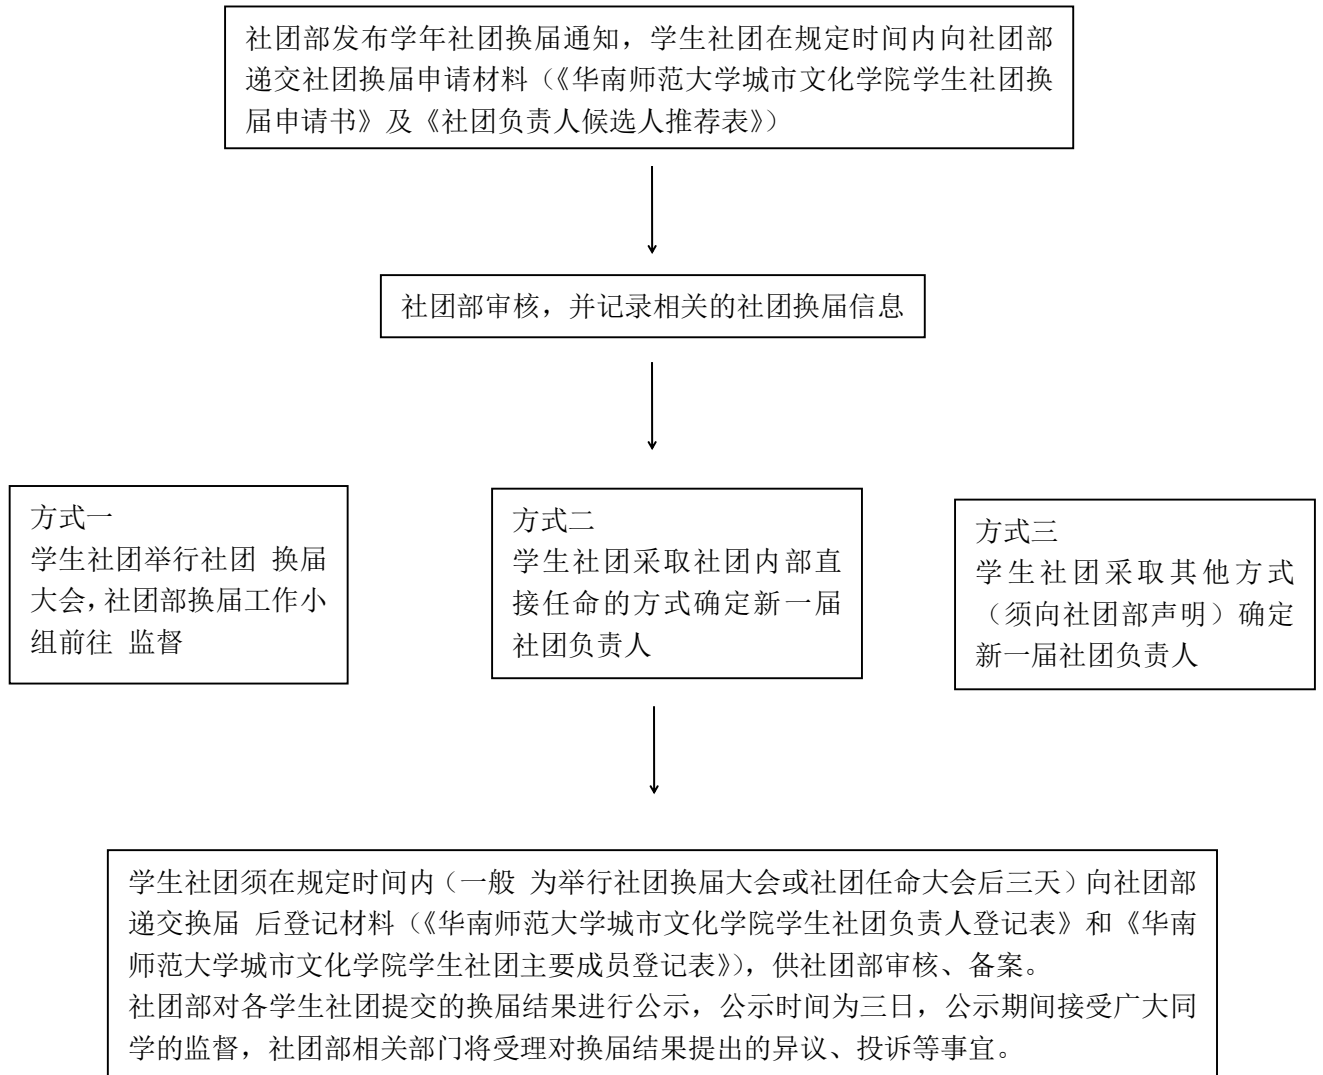 社团部发布学年社团换届通知，学生社团在规定时间内向社团部
递交社团换届申请材料（《华南师范大学城市文化学院学生社团换
届申请书》及《社团负责人候选人推荐表》）
社团部审核，并记录相关的社团换届信息
方式一
学生社团举行社团 换届
大会，社团部换届工作小
组前往 监督
方式二
学生社团采取社团内部直
接任命的方式确定新一届
社团负责人
方式三
学生社团采取其他方式
（须向社团部声明）确定
新一届社团负责人
学生社团须在规定时间内（一般 为举行社团换届大会或社团任命大会后三天）向社团部
递交换届 后登记材料（《华南师范大学城市文化学院学生社团负责人登记表》和《华南
师范大学城市文化学院学生社团主要成员登记表》），供社团部审核、备案。
社团部对各学生社团提交的换届结果进行公示，公示时间为三日，公示期间接受广大同
学的监督，社团部相关部门将受理对换届结果提出的异议、投诉等事宜。